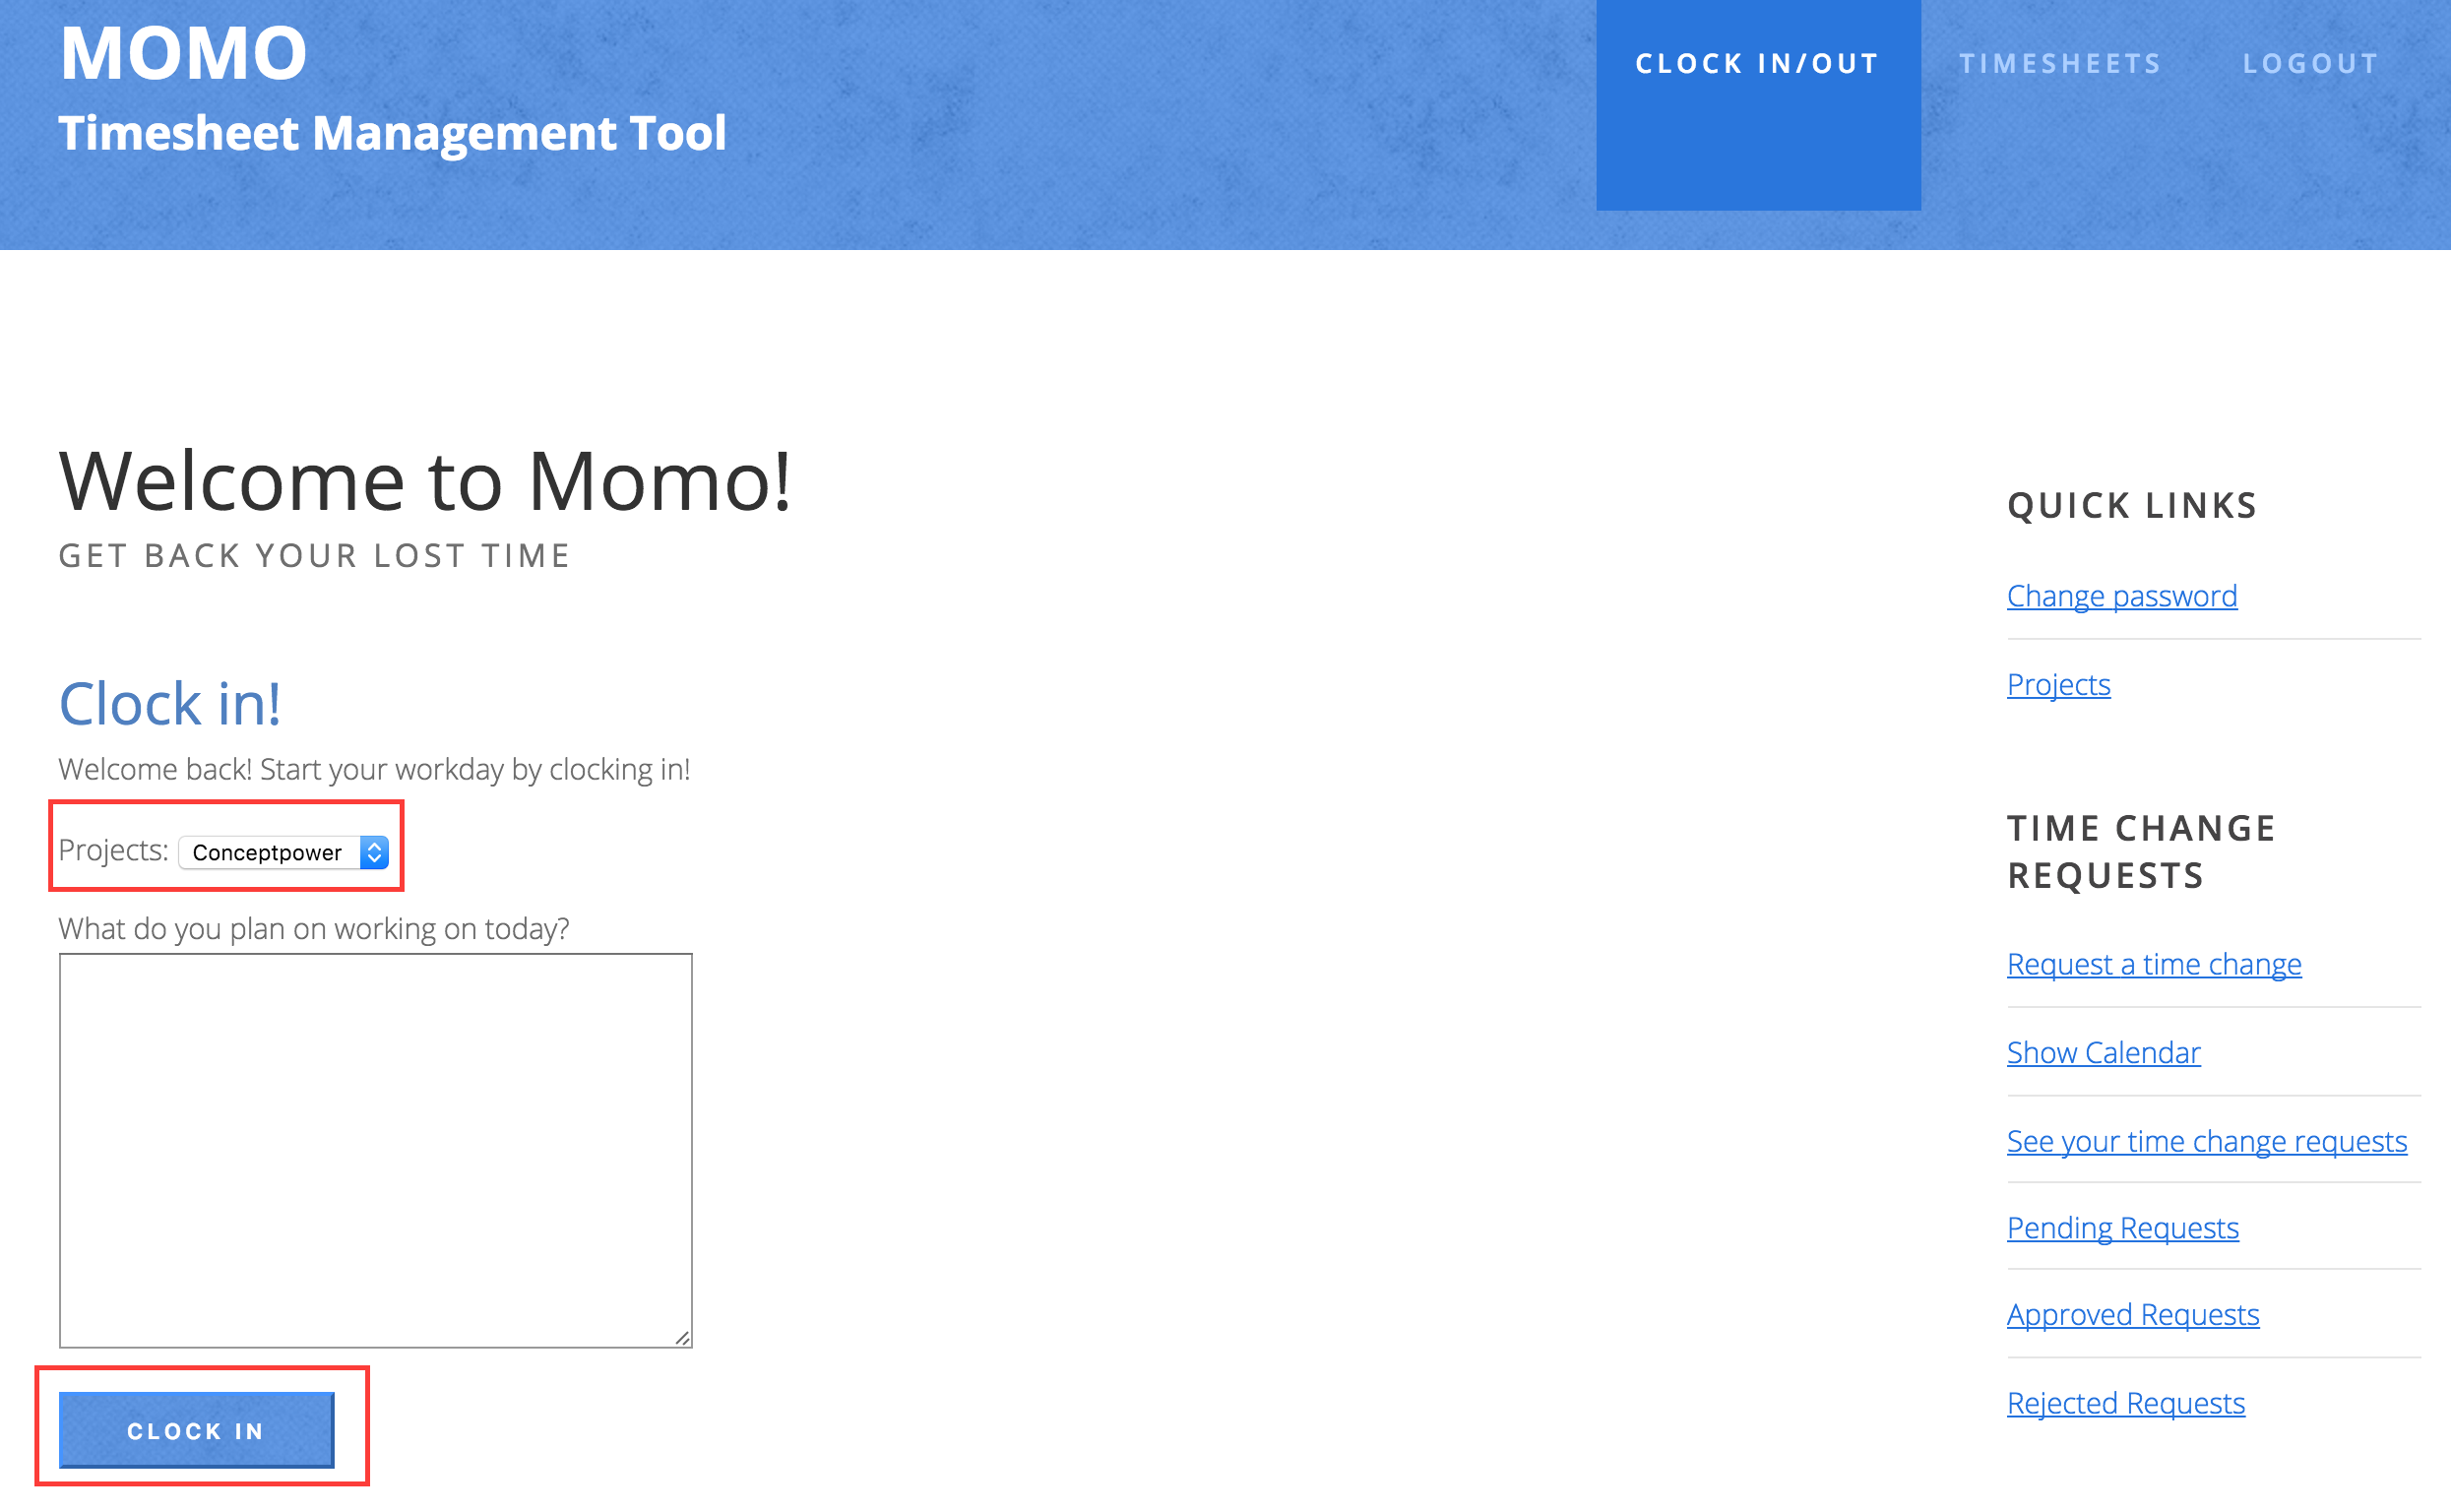 MOMO
Timesheet Management Tool
CLOCK IN/OUT
TIMESHEETS
LOGOUT
Welcome to Momo!
GET BACK YOUR LOST TIME
Clock in!
Welcome back! Start your workday by clocking in!
Projects: Conceptpower
What do you plan on working on today?
CLOCK IN
QUICK LINKS
Change password
Projects
TIME CHANGE
REQUESTS
Request a time change
Show Calendar
See your time change requests
Pending Requests
Approved Requests
Rejected Requests